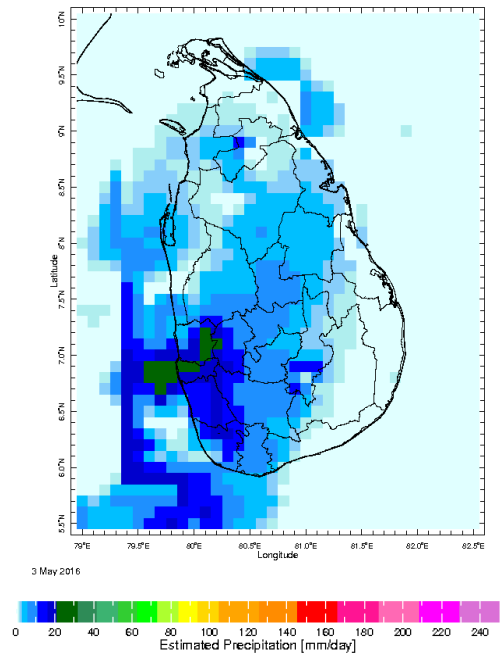 10°N
9.5°N
9°N
8.5°N
8°N
7.5°N
7.0°N
6.5°N
6.0°N
5.5°N
Latitude
79°E 79.5°E 80°E 80.5°E 81.0°E 81.5°E 82.0°E 82.5°E
Longitude
3 May 2016
0 20 40 60 80 100 120 140 160 180 200 220 240
Estimated Precipitation [mm/day]